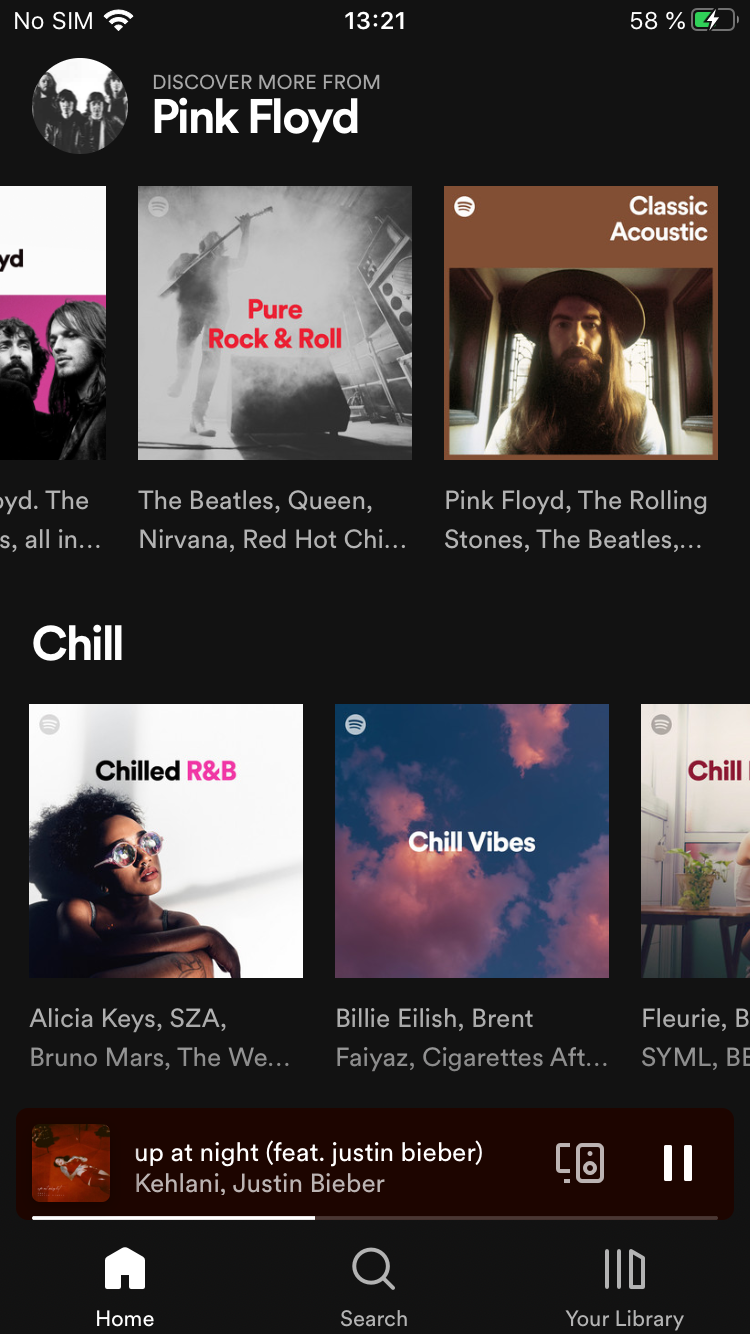 No SIM 13:21 58 %
DISCOVER MORE FROM
Pink Floyd
yd
Pure
Rock & Roll
Classic
Acoustic
oyd. The
s, all in...
The Beatles, Queen,
Nirvana, Red Hot Chi...
Pink Floyd, The Rolling
Stones, The Beatles,...
Chill
Chilled R&B
Chill Vibes
Chill
Alicia Keys, SZA,
Bruno Mars, The We...
Billie Eilish, Brent
Faiyaz, Cigarettes Aft...
Fleurie, B
SYML, BE
up at night (feat. justin bieber)
Kehlani, Justin Bieber
Home
Search
Your Library